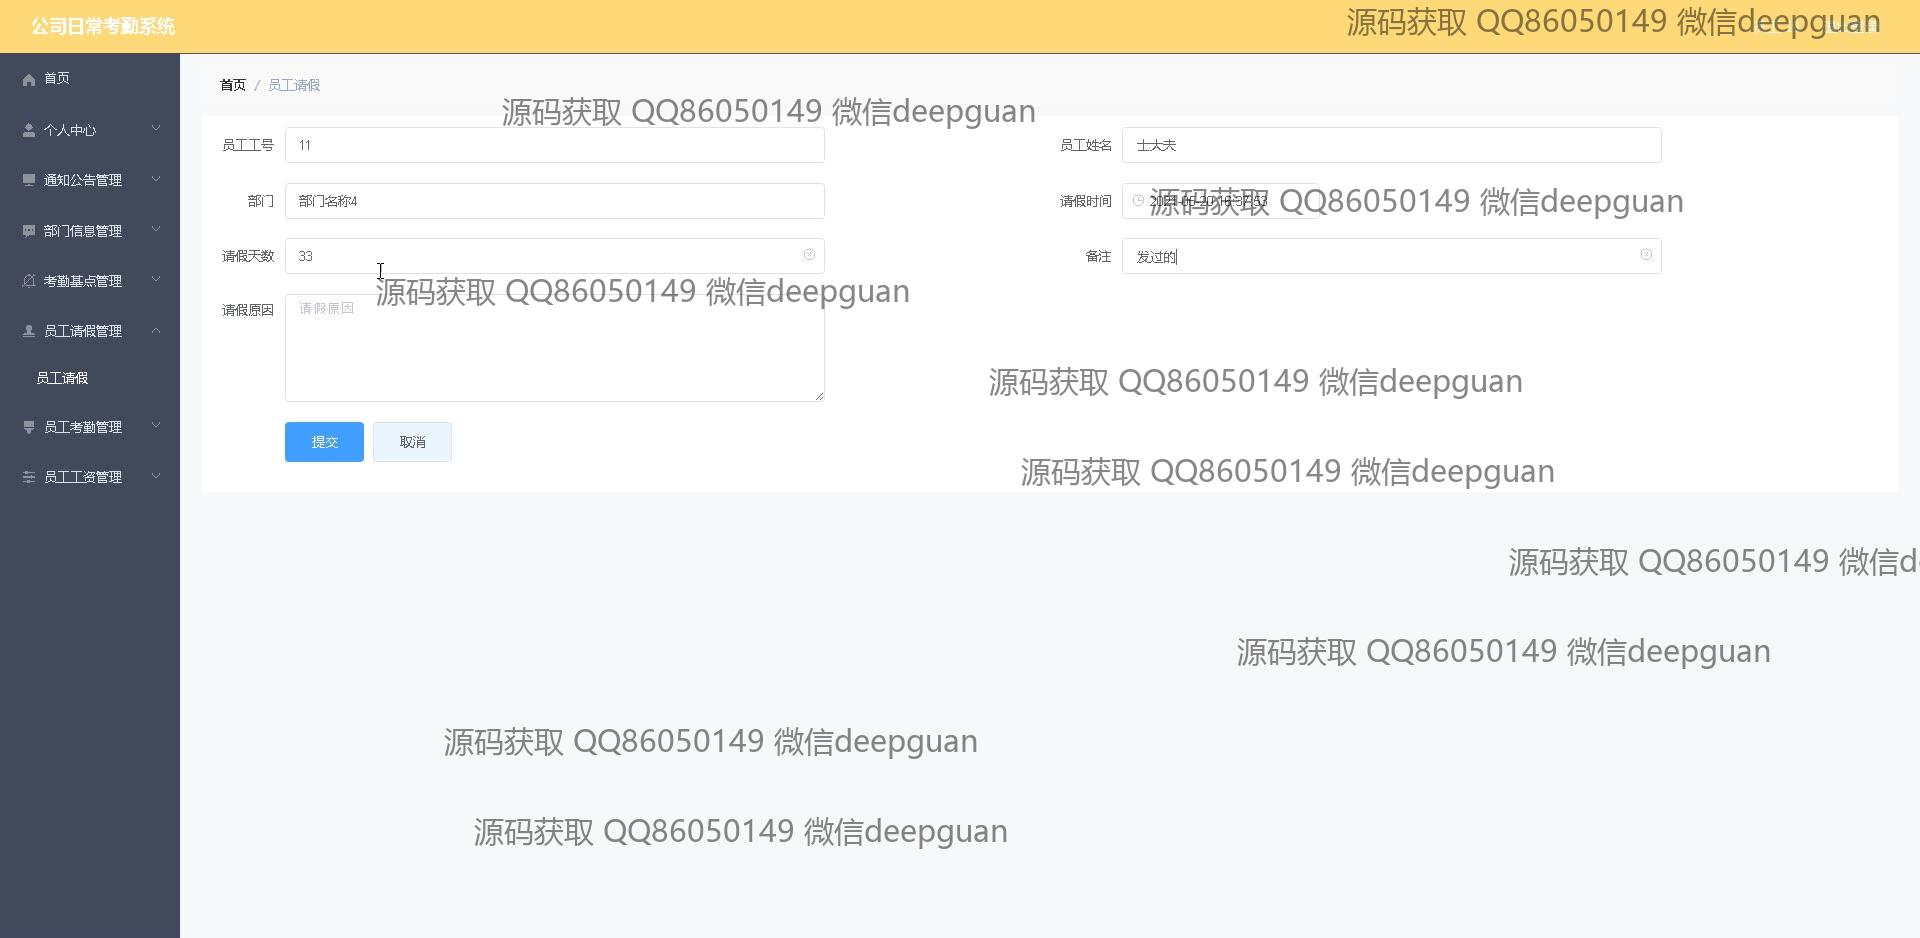 公司日常考勤系统
源码获取 QQ86050149 微信deepguan
首页
个人中心
通知公告管理
部门信息管理
考勤基点管理
员工请假管理
员工请假
员工考勤管理
员工工资管理
首页 / 员工请假
源码获取 QQ86050149 微信deepguan
员工工号 11
员工姓名 士大夫
部门 部门名称4
请假时间
源码获取 QQ86050149 微信deepguan
请假天数 33
备注 发过的
源码获取 QQ86050149 微信deepguan
请假原因 请假原因
源码获取 QQ86050149 微信deepguan
提交 取消
源码获取 QQ86050149 微信deepguan
源码获取 QQ86050149 微信d
源码获取 QQ86050149 微信deepguan
源码获取 QQ86050149 微信deepguan
源码获取 QQ86050149 微信deepguan